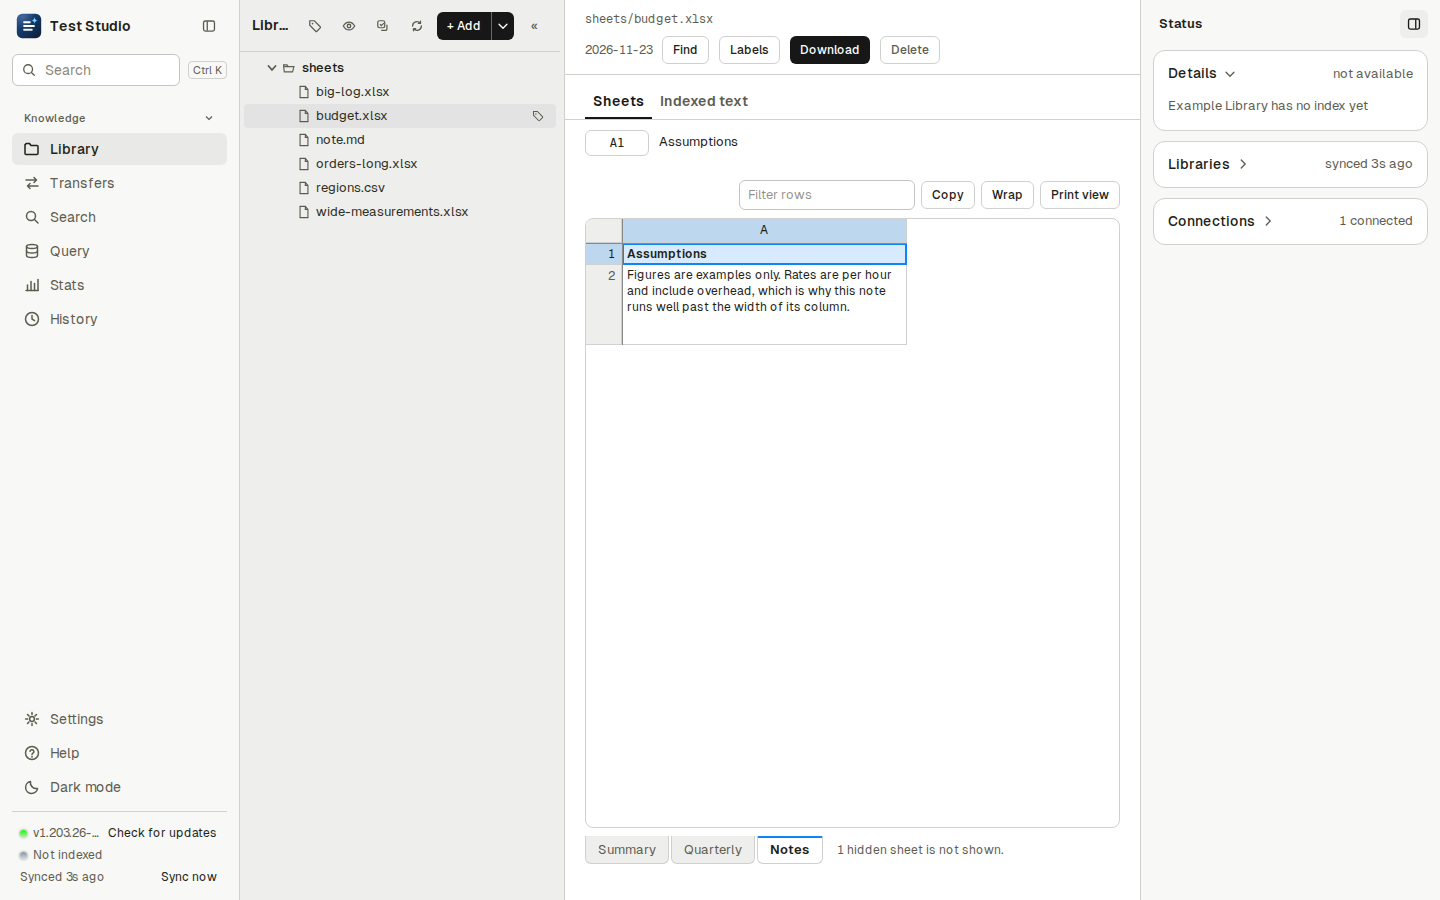 Test Studio
Search
Ctrl K
Knowledge
Library
Transfers
Search
Query
Stats
History
Settings
Help
Dark mode
v1.203.26-… Check for updates
Not indexed
Synced 3s ago Sync now
Libr… + Add «
sheets
big-log.xlsx
budget.xlsx
note.md
orders-long.xlsx
regions.csv
wide-measurements.xlsx
sheets/budget.xlsx
2026-11-23 Find Labels Download Delete
Sheets Indexed text
A1 Assumptions
Filter rows Copy Wrap Print view
A
1 Assumptions
2 Figures are examples only. Rates are per hour
and include overhead, which is why this note
runs well past the width of its column.
Summary Quarterly Notes 1 hidden sheet is not shown.
Status
Details not available
Example Library has no index yet
Libraries synced 3s ago
Connections 1 connected